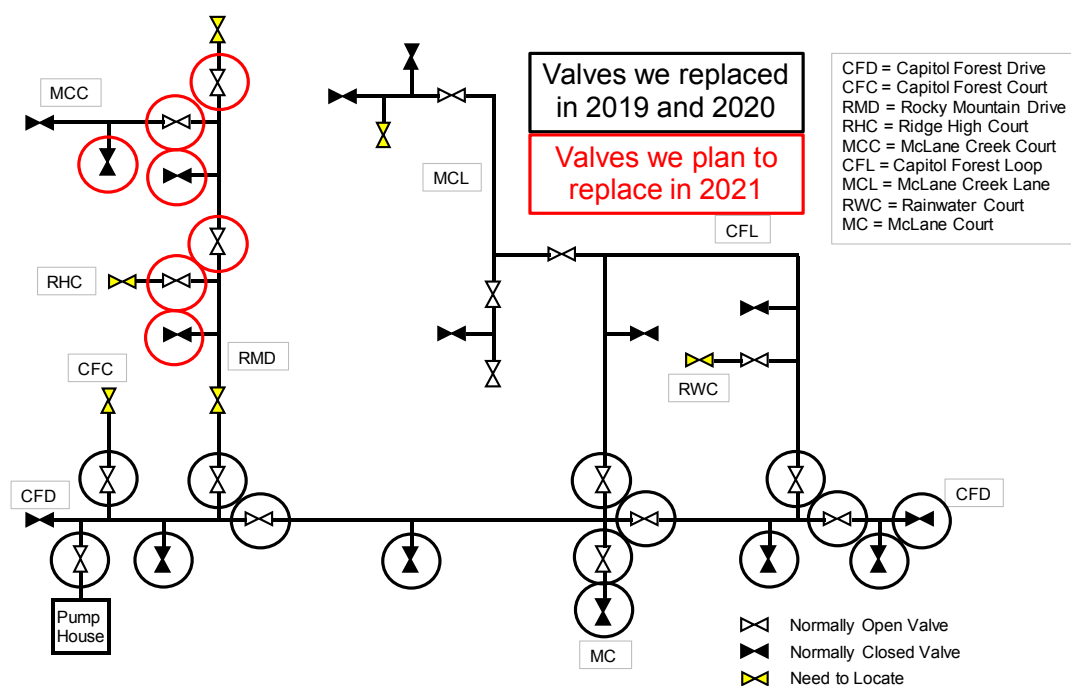 MCC
Valves we replaced
in 2019 and 2020
Valves we plan to
replace in 2021
CFD = Capitol Forest Drive
CFC = Capitol Forest Court
RMD = Rocky Mountain Drive
RHC = Ridge High Court
MCC = McLane Creek Court
CFL = Capitol Forest Loop
MCL = McLane Creek Lane
RWC = Rainwater Court
MC = McLane Court
MCL
CFL
RHC
RMD
CFC
RWC
CFD
CFD
Pump
House
MC
Normally Open Valve
Normally Closed Valve
Need to Locate